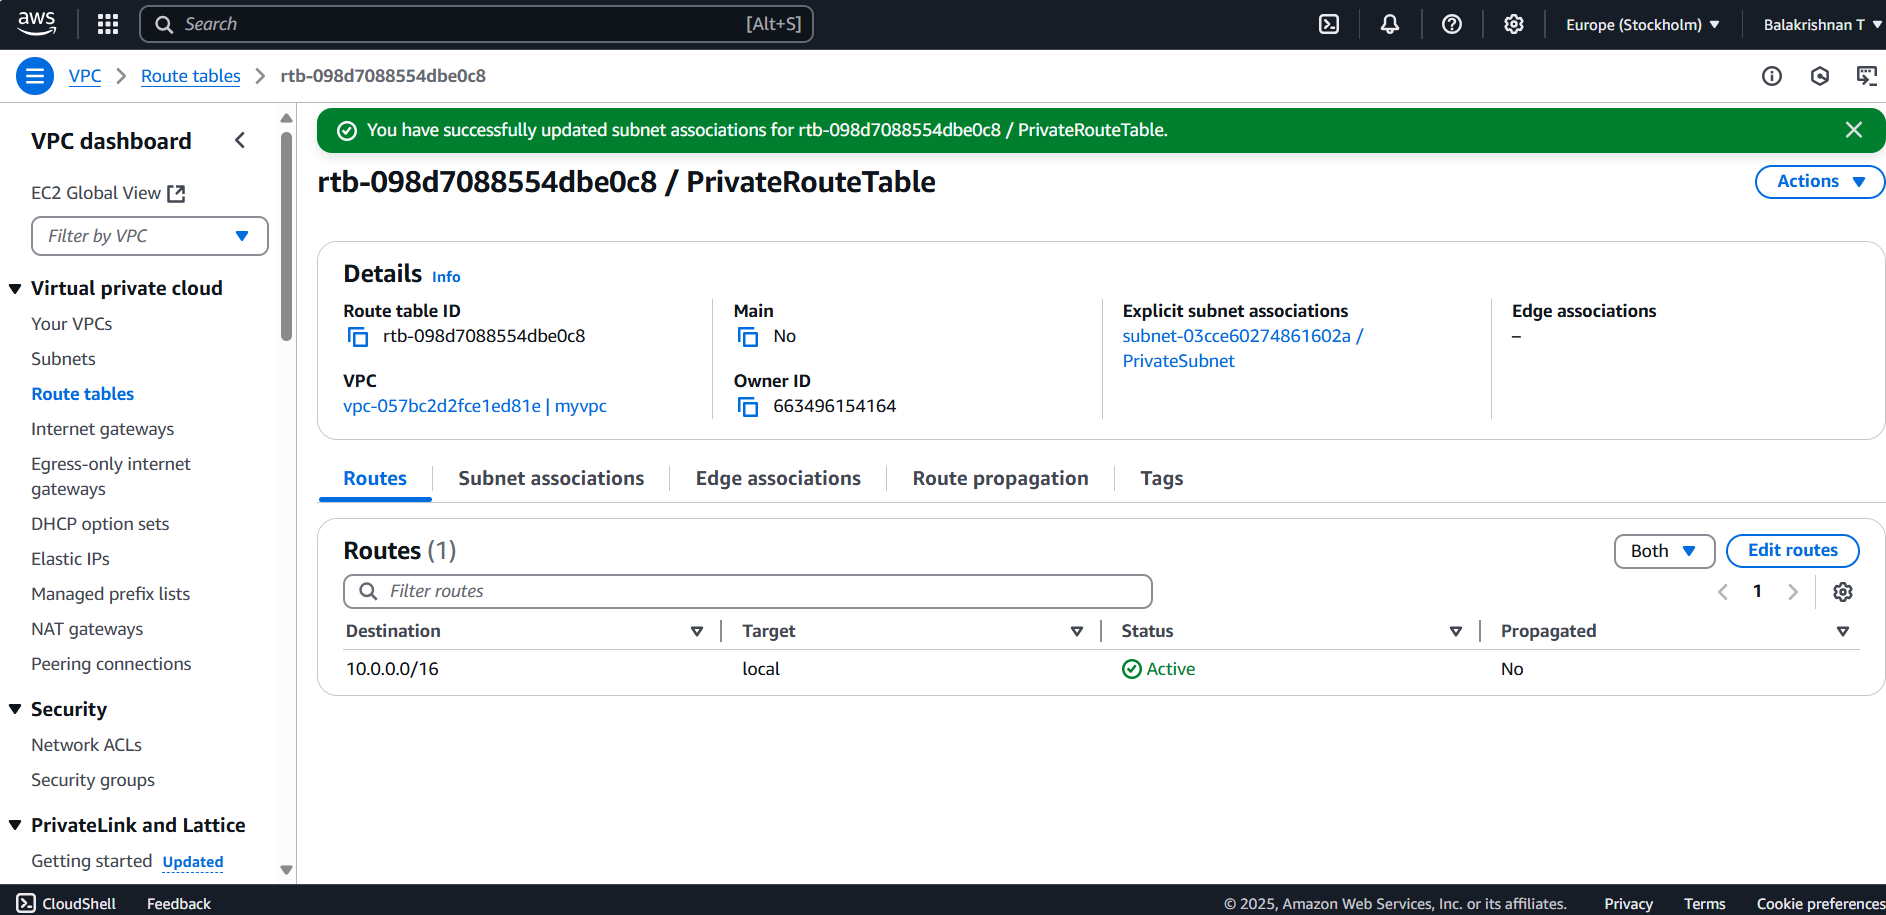 aws
Search [Alt+S]
Europe (Stockholm)
Balakrishnan T
VPC
Route tables
rtb-098d7088554dbe0c8
VPC dashboard
EC2 Global View
Filter by VPC
Virtual private cloud
Your VPCs
Subnets
Route tables
Internet gateways
Egress-only internet
gateways
DHCP option sets
Elastic IPs
Managed prefix lists
NAT gateways
Peering connections
Security
Network ACLs
Security groups
PrivateLink and Lattice
Getting started Updated
You have successfully updated subnet associations for rtb-098d7088554dbe0c8 / PrivateRouteTable.
rtb-098d7088554dbe0c8 / PrivateRouteTable
Actions
Details Info
Route table ID
rtb-098d7088554dbe0c8
VPC
vpc-057bc2d2fce1ed81e | myvpc
Main
No
Owner ID
663496154164
Explicit subnet associations
subnet-03cce60274861602a /
PrivateSubnet
Edge associations
–
Routes
Subnet associations
Edge associations
Route propagation
Tags
Routes (1)
Both
Edit routes
Filter routes
1
Destination Target Status Propagated
10.0.0.0/16 local Active No
CloudShell
Feedback
© 2025, Amazon Web Services, Inc. or its affiliates.
Privacy
Terms
Cookie preferences